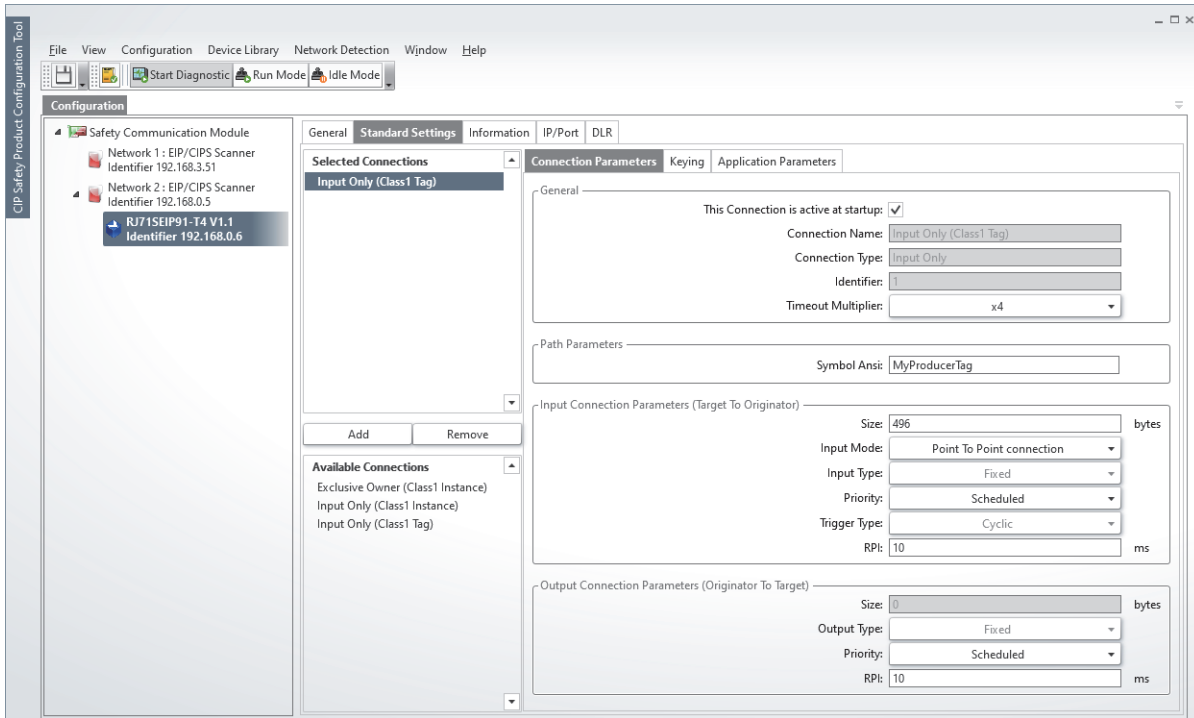 CIP Safety Product Configuration Tool
File View Configuration Device Library Network Detection Window Help
Start Diagnostic Run Mode Idle Mode
Configuration
Safety Communication Module
Network 1 : EIP/CIPS Scanner
Identifier 192.168.3.51
Network 2 : EIP/CIPS Scanner
Identifier 192.168.0.5
RJ71SEIP91-T4 V1.1
Identifier 192.168.0.6
General Standard Settings Information IP/Port DLR
Selected Connections
Input Only (Class1 Tag)
Add Remove
Available Connections
Exclusive Owner (Class1 Instance)
Input Only (Class1 Instance)
Input Only (Class1 Tag)
Connection Parameters Keying Application Parameters
General
This Connection is active at startup:
Connection Name: Input Only (Class1 Tag)
Connection Type: Input Only
Identifier: 1
Timeout Multiplier: x4
Path Parameters
Symbol Ansi: MyProducerTag
Input Connection Parameters (Target To Originator)
Size: 496 bytes
Input Mode: Point To Point connection
Input Type: Fixed
Priority: Scheduled
Trigger Type: Cyclic
RPI: 10 ms
Output Connection Parameters (Originator To Target)
Size: 0 bytes
Output Type: Fixed
Priority: Scheduled
RPI: 10 ms